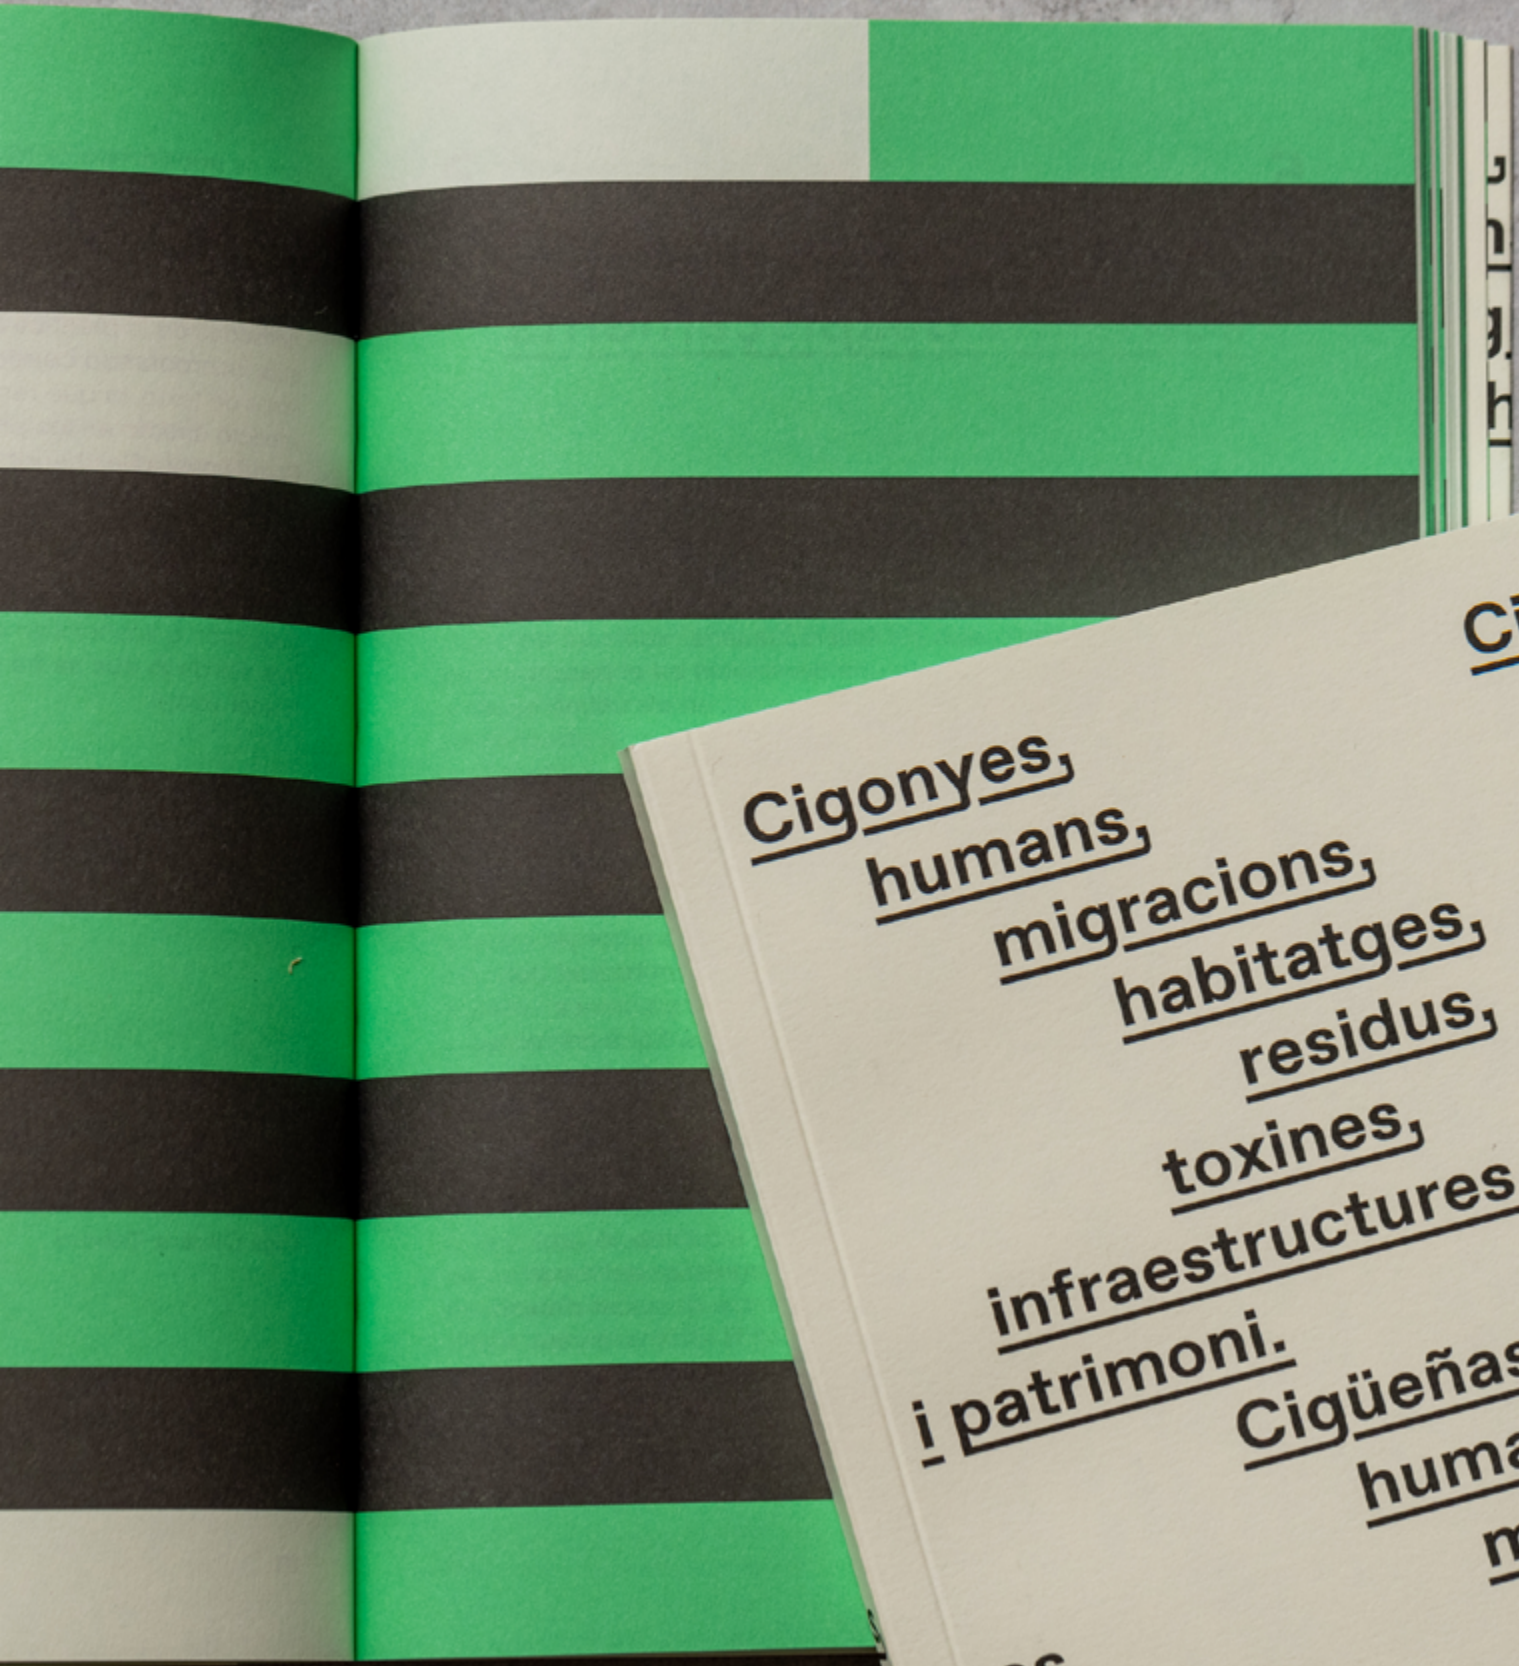 Cigonyes,
humans,
migracions,
habitatges,
residus,
toxines,
infraestructures
i patrimoni.
Cigüeñas